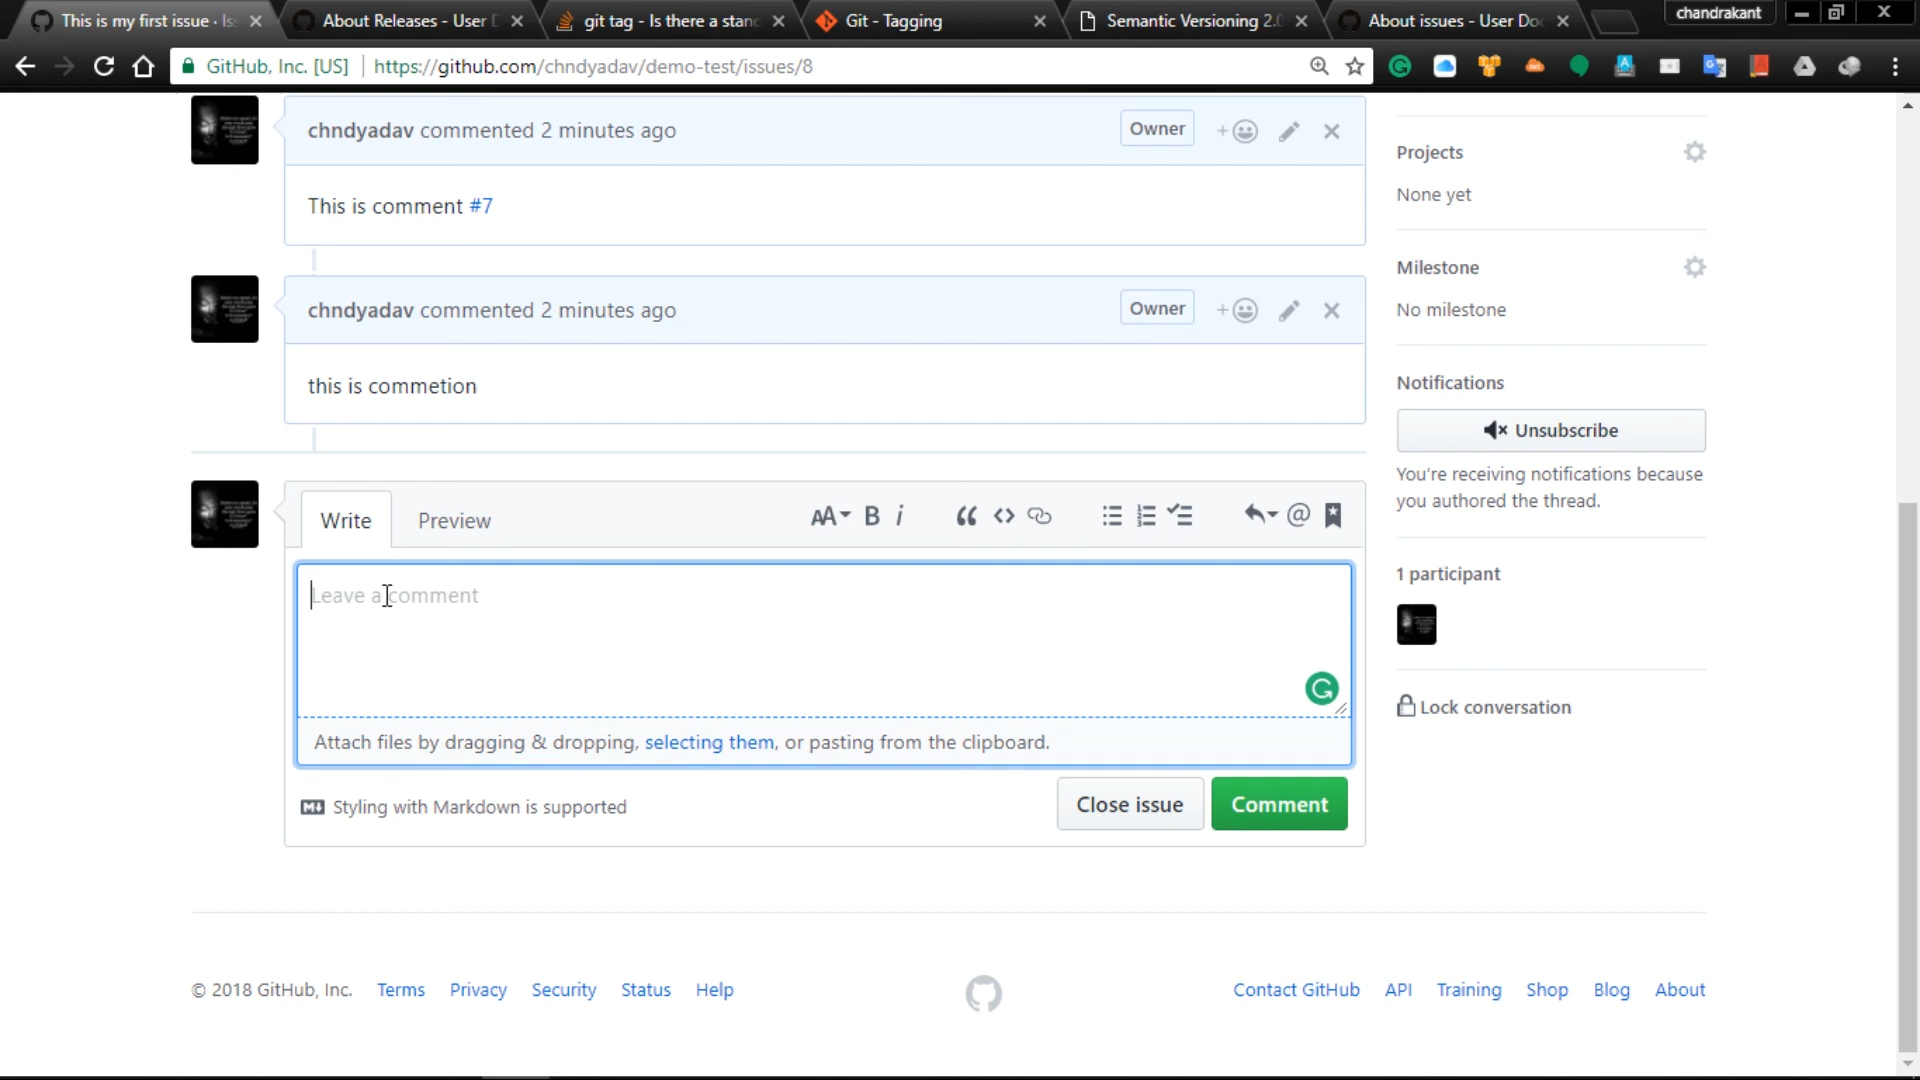 This is my first issue · Is
About Releases - User D
git tag - Is there a stand
Git - Tagging
Semantic Versioning 2.0
About issues - User Doc
chandrakant
GitHub, Inc. [US]
https://github.com/chndyadav/demo-test/issues/8
chndyadav commented 2 minutes ago
Owner
This is comment #7
chndyadav commented 2 minutes ago
Owner
this is commetion
Write
Preview
AA
B
i
@
Leave a comment
Attach files by dragging & dropping, selecting them, or pasting from the clipboard.
Styling with Markdown is supported
Close issue
Comment
Projects
None yet
Milestone
No milestone
Notifications
Unsubscribe
You're receiving notifications because
you authored the thread.
1 participant
Lock conversation
© 2018 GitHub, Inc.
Terms
Privacy
Security
Status
Help
Contact GitHub
API
Training
Shop
Blog
About